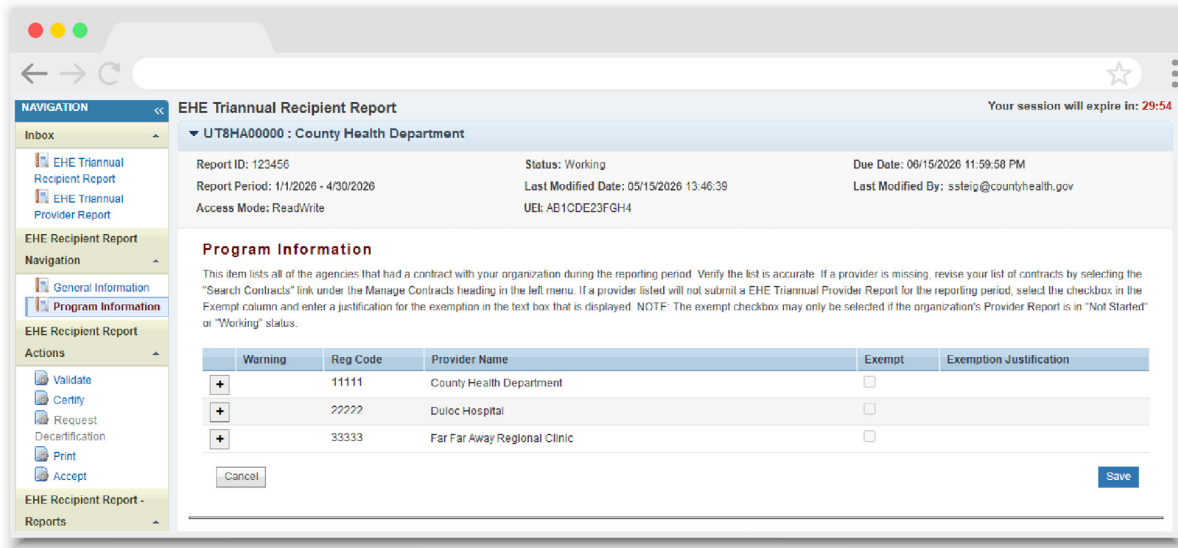 NAVIGATION «
Inbox
EHE Triannual
Recipient Report
EHE Triannual
Provider Report
EHE Recipient Report
Navigation
General Information
Program Information
EHE Recipient Report
Actions
Validate
Certify
Request
Decertification
Print
Accept
EHE Recipient Report -
Reports
EHE Triannual Recipient Report
Your session will expire in: 29:54
UT8HA00000 : County Health Department
Report ID: 123456 Status: Working Due Date: 06/15/2026 11:59:58 PM
Report Period: 1/1/2026 - 4/30/2026 Last Modified Date: 05/15/2026 13:46:39 Last Modified By: ssteig@countyhealth.gov
Access Mode: ReadWrite UEI: AB1CDE23FGH4
Program Information
This item lists all of the agencies that had a contract with your organization during the reporting period. Verify the list is accurate. If a provider is missing, revise your list of contracts by selecting the
"Search Contracts" link under the Manage Contracts heading in the left menu. If a provider listed will not submit a EHE Triannual Provider Report for the reporting period, select the checkbox in the
Exempt column and enter a justification for the exemption in the text box that is displayed. NOTE: The exempt checkbox may only be selected if the organization's Provider Report is in "Not Started"
or "Working" status.
Warning Reg Code Provider Name Exempt Exemption Justification
+ 11111 County Health Department
+ 22222 Duloc Hospital
+ 33333 Far Far Away Regional Clinic
Cancel Save